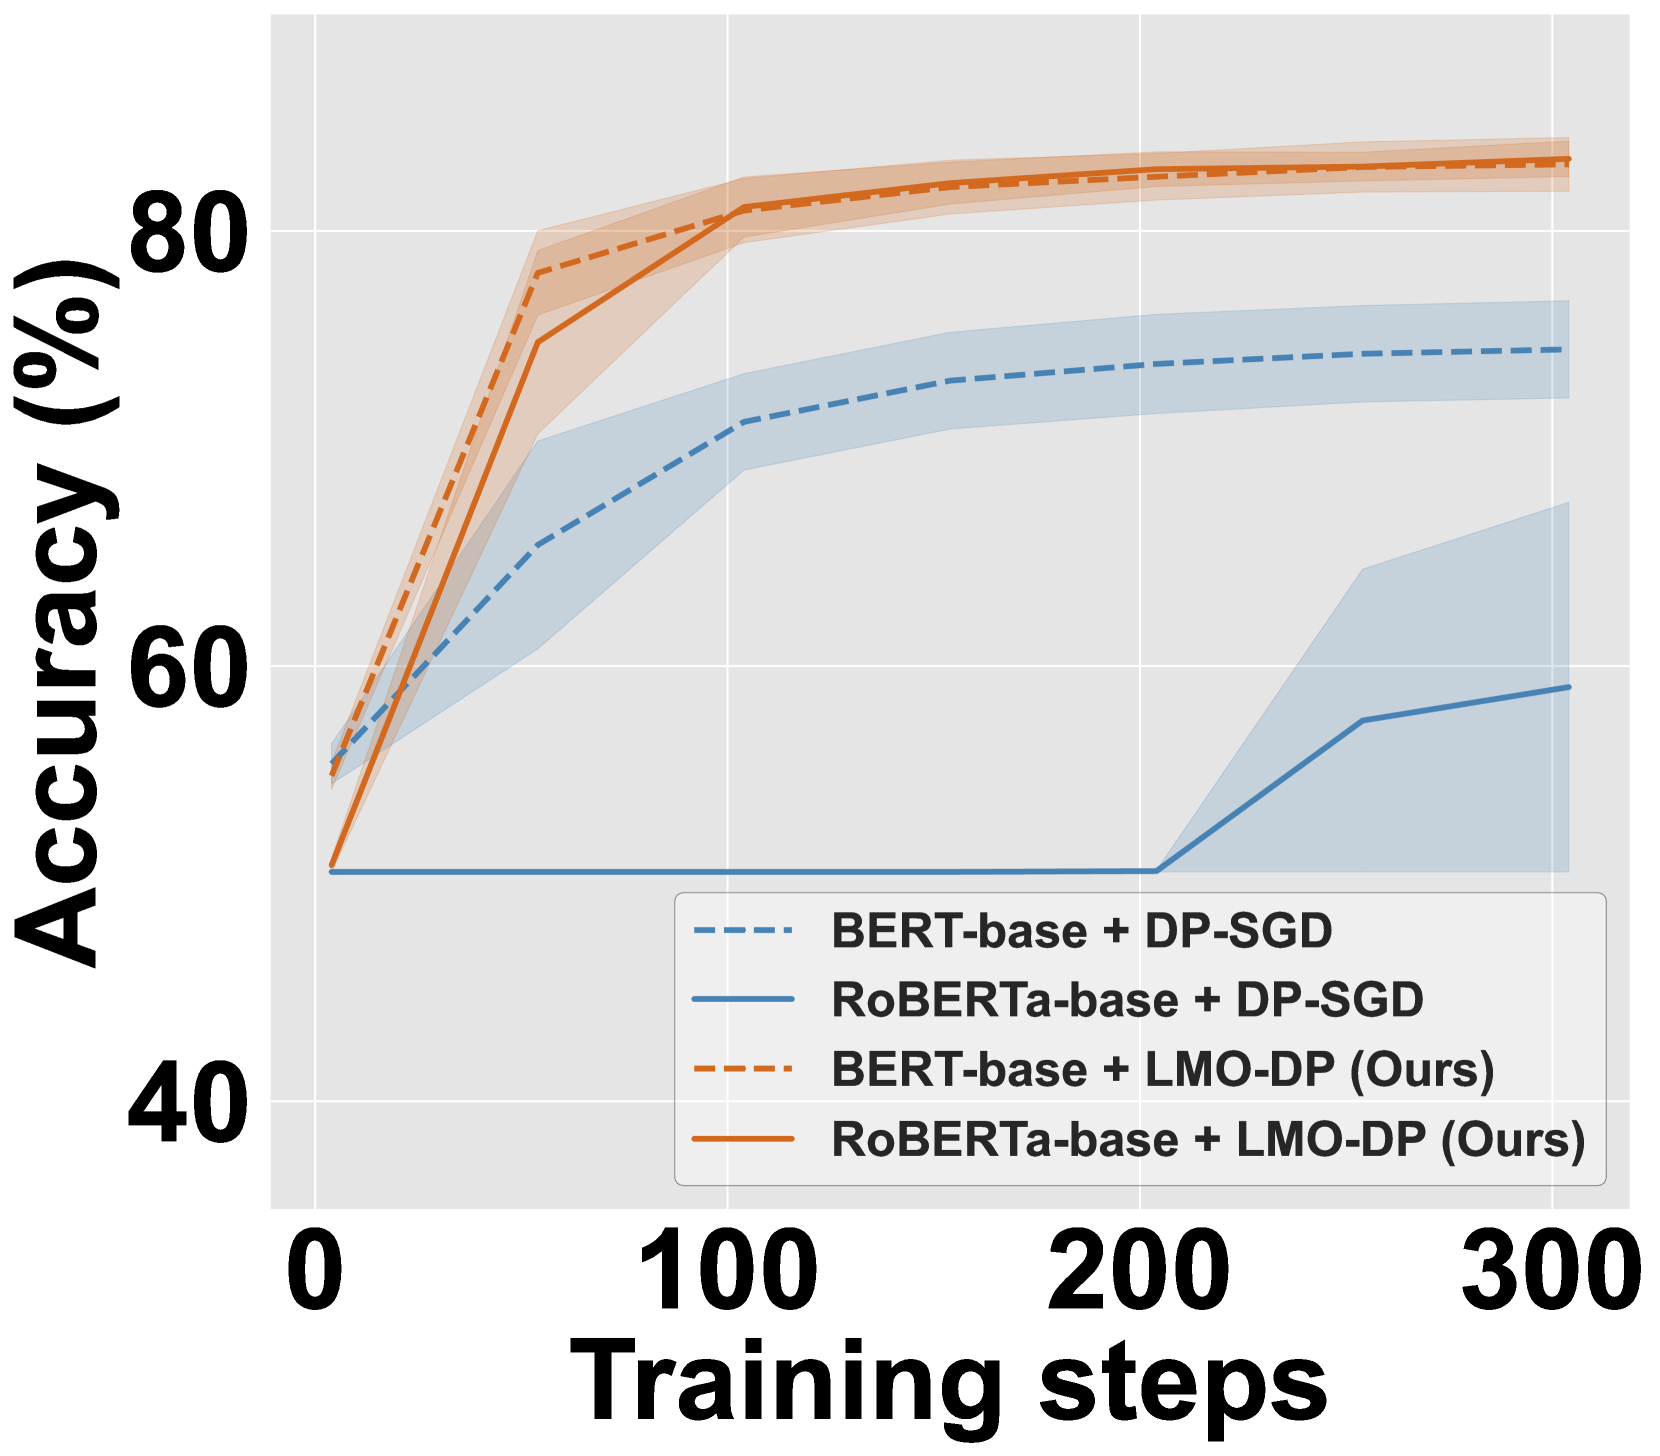 Accuracy (%)
80
60
40
BERT-base + DP-SGD
RoBERTa-base + DP-SGD
BERT-base + LMO-DP (Ours)
RoBERTa-base + LMO-DP (Ours)
0 100 200 300
Training steps